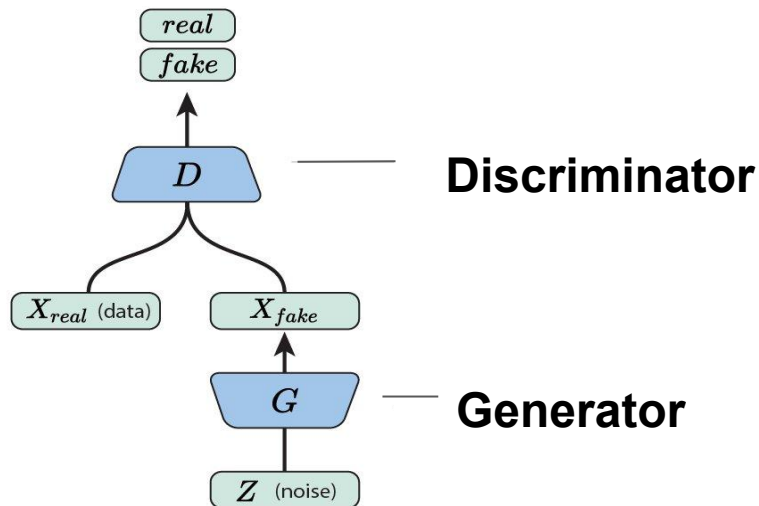 real
fake
D
Discriminator
X_real (data)
X_fake
G
Generator
Z (noise)